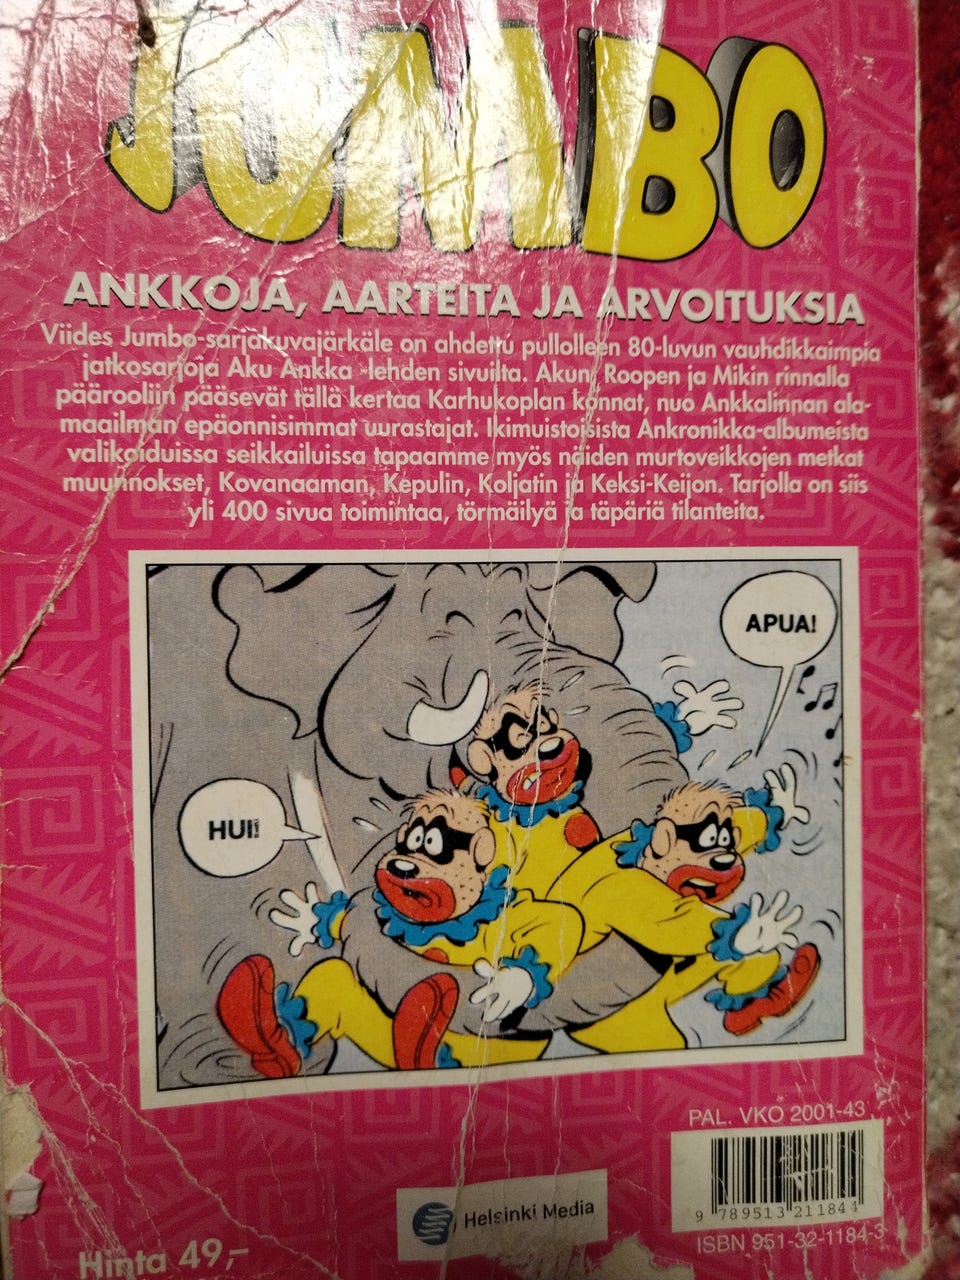 JUMBO
ANKKOJA, AARTEITA JA ARVOITUKSIA
Viides Jumbo-sarjakuvajärkäle on ahdettu pullolleen 80-luvun vauhdikkaimpia
jatkosarjoja Aku Ankka -lehden sivuilta. Akun, Roopen ja Mikin rinnalla
päärooliin pääsevät tällä kertaa Karhukoplan konnat, nuo Ankkalinnan ala-
maailman epäonnisimmat uurastajat. Ikimuistoisista Ankronikka-albumeista
valikoiduissa seikkailuissa tapaamme myös näiden murtoveikkojen metkat
muunnokset, Kovanaaman, Kepulin, Koljatin ja Keksi-Keijon. Tarjolla on siis
yli 400 sivua toimintaa, törmäilyä ja täpäriä tilanteita.
APUA!
HUI!
PAL. VKO 2001-43
9 789513 211844
ISBN 951-32-1184-3
Helsinki Media
Hinta 49,-